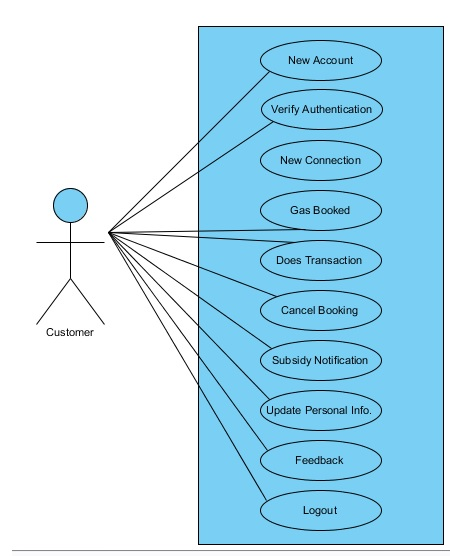 New Account
Verify Authentication
New Connection
Gas Booked
Does Transaction
Cancel Booking
Customer
Subsidy Notification
Update Personal Info.
Feedback
Logout